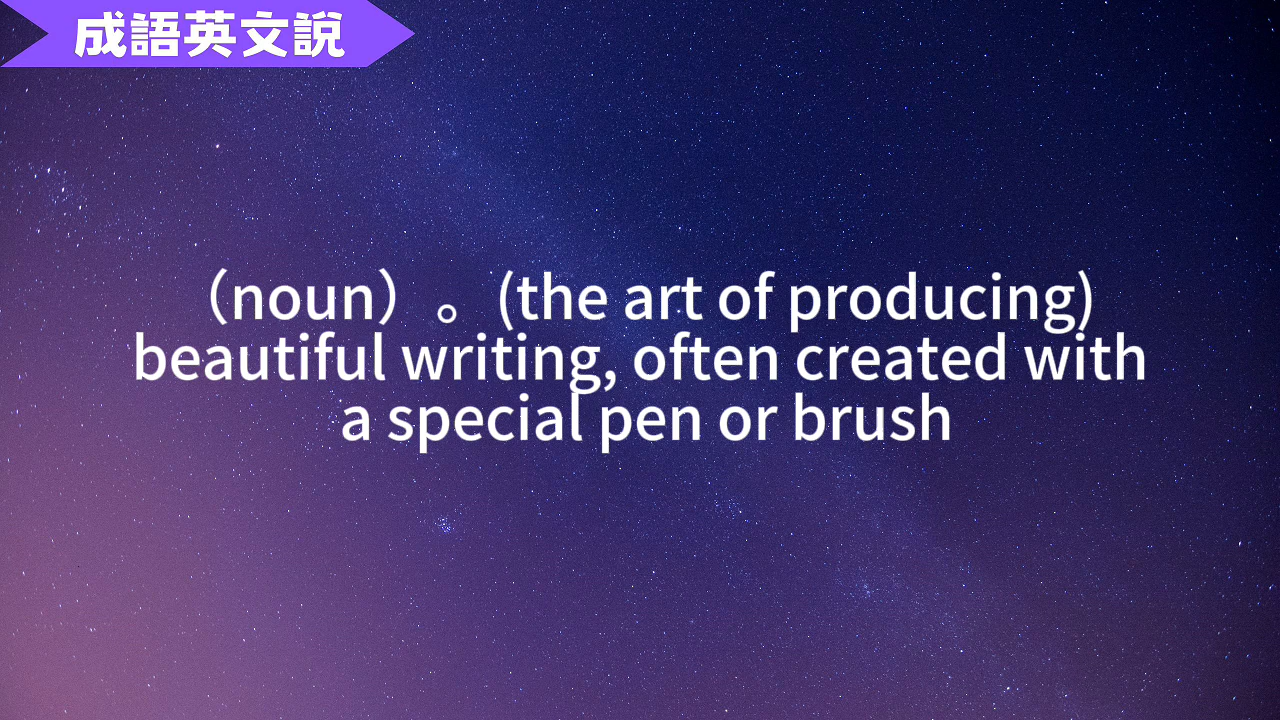 成語英文說
（noun）。(the art of producing)
beautiful writing, often created with
a special pen or brush